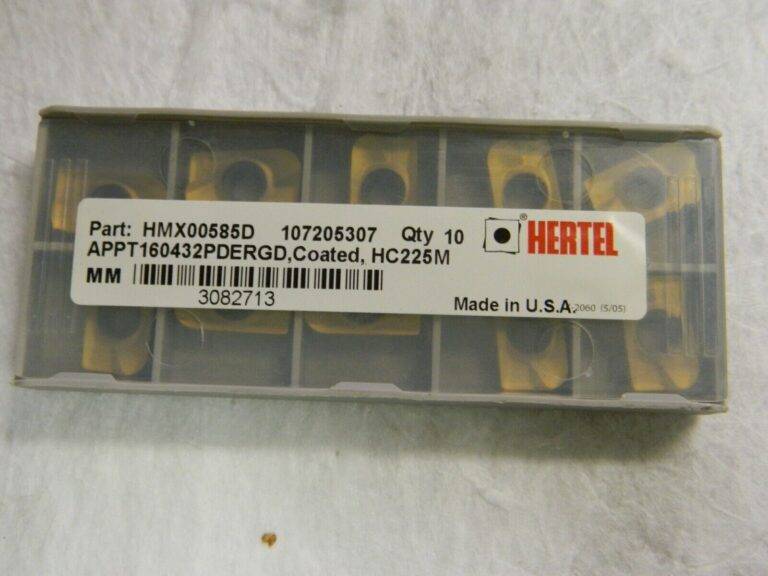 Part: HMX00585D 107205307 Qty 10
® HERTEL
APPT160432PDERGD,Coated, HC225M
MM
3082713
Made in U.S.A. 2060 (5/05)